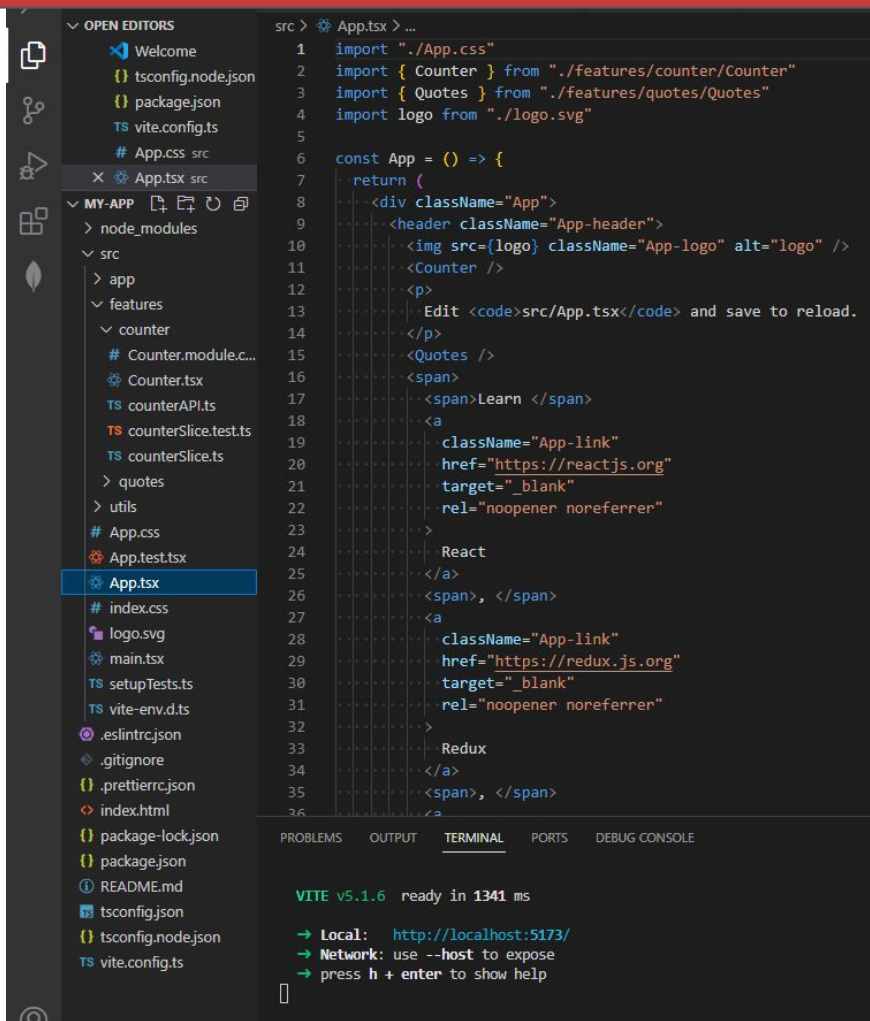 OPEN EDITORS
Welcome
{} tsconfig.node.json
{} package.json
TS vite.config.ts
# App.css src
× App.tsx src
MY-APP
> node_modules
src
> app
features
counter
# Counter.module.c...
Counter.tsx
TS counterAPI.ts
TS counterSlice.test.ts
TS counterSlice.ts
> quotes
> utils
# App.css
App.test.tsx
App.tsx
# index.css
logo.svg
main.tsx
TS setupTests.ts
TS vite-env.d.ts
.eslintrc.json
.gitignore
{} .prettierrc.json
<> index.html
{} package-lock.json
{} package.json
README.md
tsconfig.json
{} tsconfig.node.json
TS vite.config.ts
src > App.tsx > ...
1 import "./App.css"
2 import { Counter } from "./features/counter/Counter"
3 import { Quotes } from "./features/quotes/Quotes"
4 import logo from "./logo.svg"
5
6 const App = () => {
7 return (
8 <div className="App">
9 <header className="App-header">
10 <img src={logo} className="App-logo" alt="logo" />
11 <Counter />
12 <p>
13 Edit <code>src/App.tsx</code> and save to reload.
14 </p>
15 <Quotes />
16 <span>
17 <span>Learn </span>
18 <a
19 className="App-link"
20 href="https://reactjs.org"
21 target="_blank"
22 rel="noopener noreferrer"
23 >
24 React
25 </a>
26 <span>, </span>
27 <a
28 className="App-link"
29 href="https://redux.js.org"
30 target="_blank"
31 rel="noopener noreferrer"
32 >
33 Redux
34 </a>
35 <span>, </span>
36 <a
PROBLEMS OUTPUT TERMINAL PORTS DEBUG CONSOLE
VITE v5.1.6 ready in 1341 ms
→ Local: http://localhost:5173/
→ Network: use --host to expose
→ press h + enter to show help